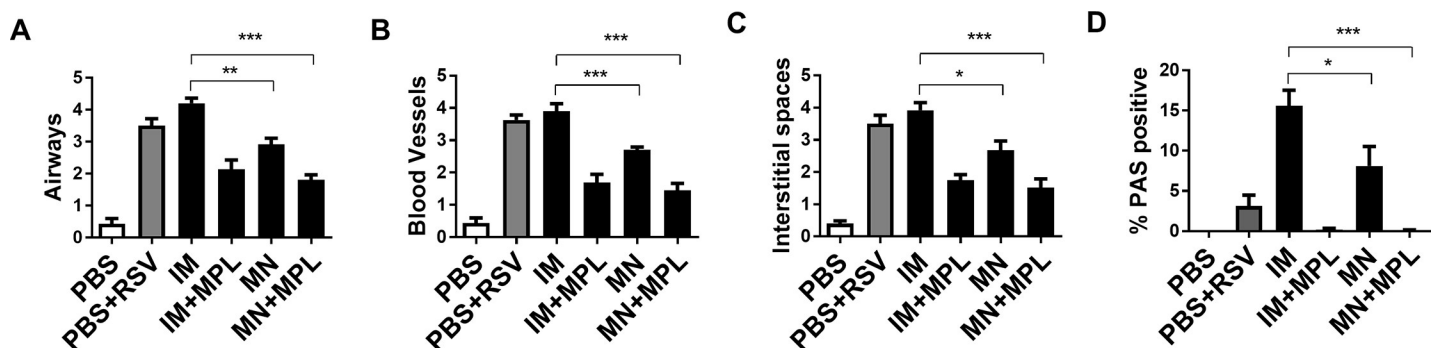 A
***
**
Airways
5
4
3
2
1
0
PBS
PBS+RSV
IM
IM+MPL
MN
MN+MPL
B
***
***
Blood Vessels
5
4
3
2
1
0
PBS
PBS+RSV
IM
IM+MPL
MN
MN+MPL
C
***
*
Interstitial spaces
5
4
3
2
1
0
PBS
PBS+RSV
IM
IM+MPL
MN
MN+MPL
D
***
*
% PAS positive
20
15
10
5
0
PBS
PBS+RSV
IM
IM+MPL
MN
MN+MPL